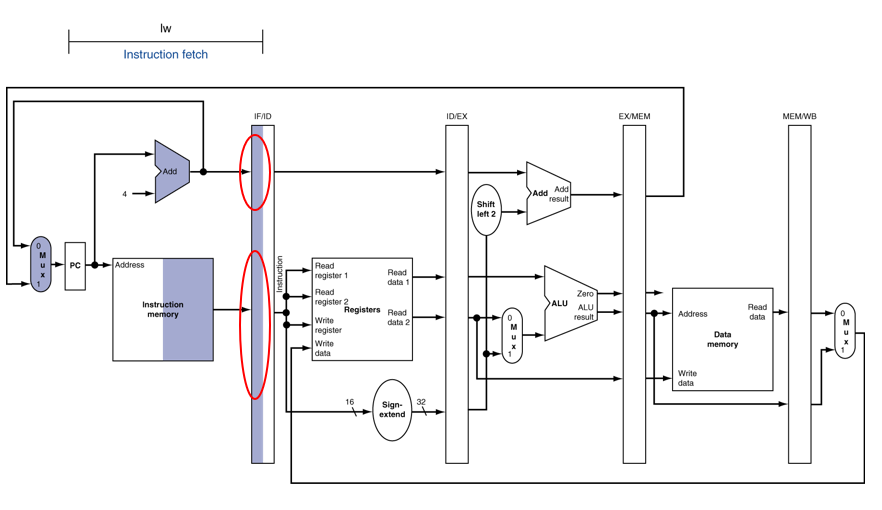 lw
Instruction fetch
IF/ID
ID/EX
EX/MEM
MEM/WB
Add
4
Add
Add
result
Shift
left 2
0
M
u
x
1
PC
Address
Instruction
memory
Instruction
Read
register 1
Read
register 2
Write
register
Write
data
Registers
Read
data 1
Read
data 2
16
Sign-
extend
32
0
M
u
x
1
ALU
Zero
ALU
result
Address
Write
data
Data
memory
Read
data
0
M
u
x
1